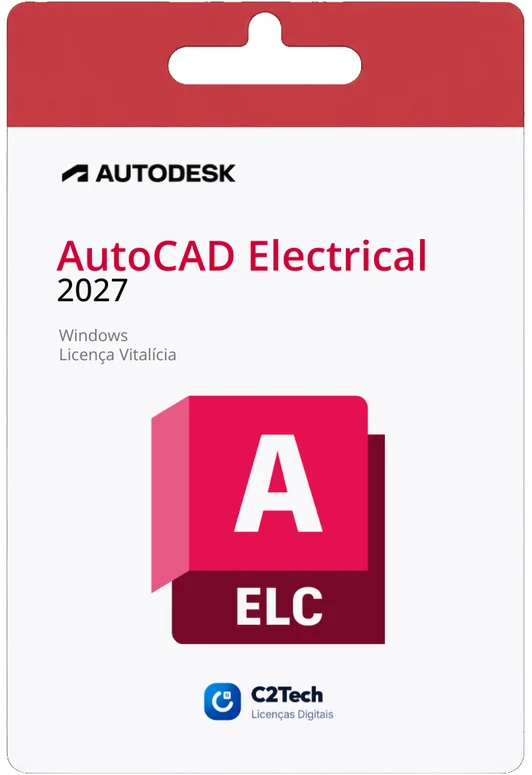 AUTODESK
AutoCAD Electrical
2027
Windows
Licença Vitalícia
A
ELC
C2Tech
Licenças Digitais